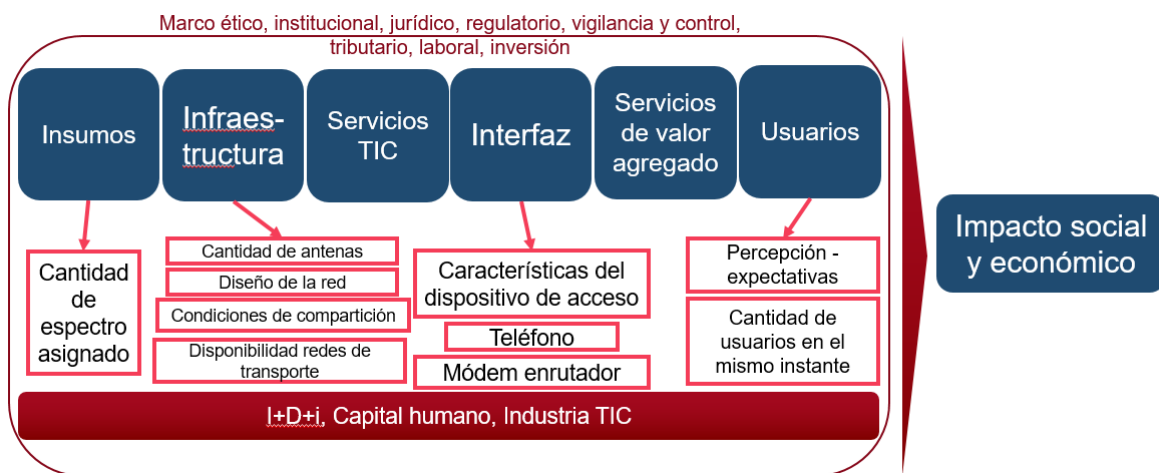 Marco ético, institucional, jurídico, regulatorio, vigilancia y control,
tributario, laboral, inversión
Insumos
Infraes-
tructura
Servicios
TIC
Interfaz
Servicios
de valor
agregado
Usuarios
Cantidad
de
espectro
asignado
Cantidad de antenas
Diseño de la red
Condiciones de compartición
Disponibilidad redes de
transporte
Características del
dispositivo de acceso
Teléfono
Módem enrutador
Percepción -
expectativas
Cantidad de
usuarios en el
mismo instante
I+D+i, Capital humano, Industria TIC
Impacto social
y económico